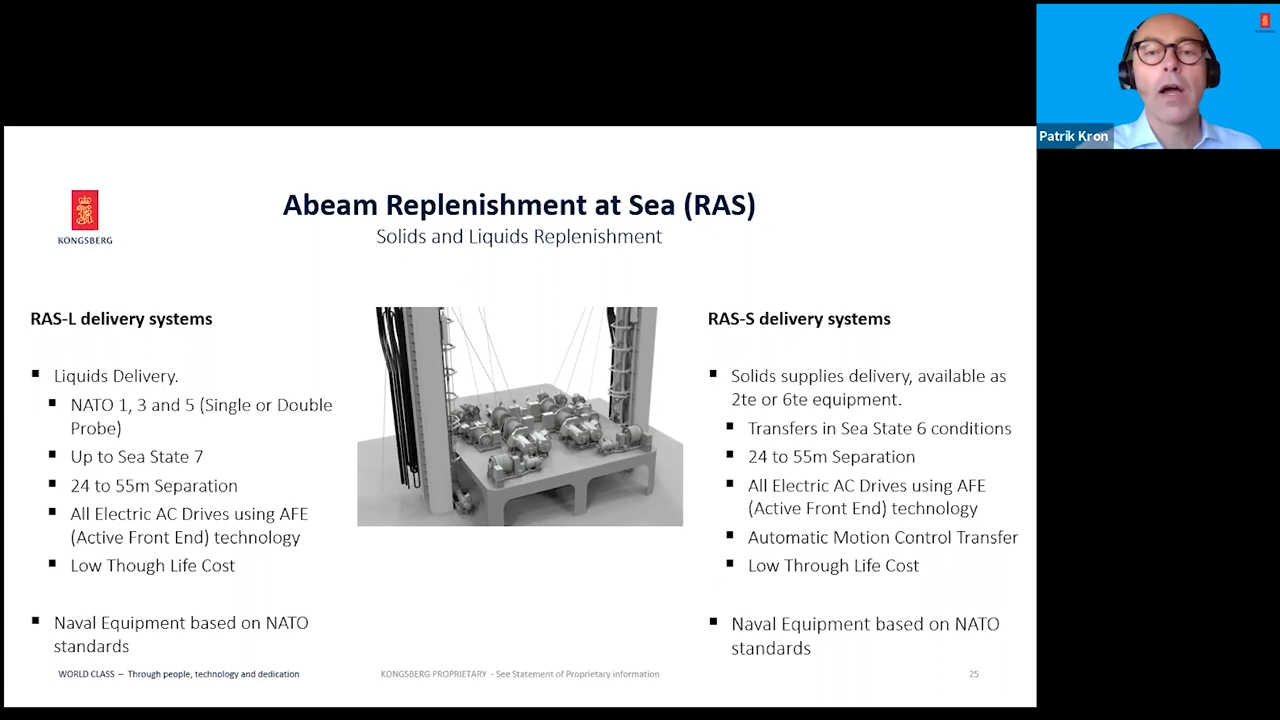 Patrik Kron
KONGSBERG
Abeam Replenishment at Sea (RAS)
Solids and Liquids Replenishment
RAS-L delivery systems
Liquids Delivery.
NATO 1, 3 and 5 (Single or Double
Probe)
Up to Sea State 7
24 to 55m Separation
All Electric AC Drives using AFE
(Active Front End) technology
Low Though Life Cost
Naval Equipment based on NATO
standards
RAS-S delivery systems
Solids supplies delivery, available as
2te or 6te equipment.
Transfers in Sea State 6 conditions
24 to 55m Separation
All Electric AC Drives using AFE
(Active Front End) technology
Automatic Motion Control Transfer
Low Through Life Cost
Naval Equipment based on NATO
standards
WORLD CLASS – Through people, technology and dedication
KONGSBERG PROPRIETARY - See Statement of Proprietary information
25